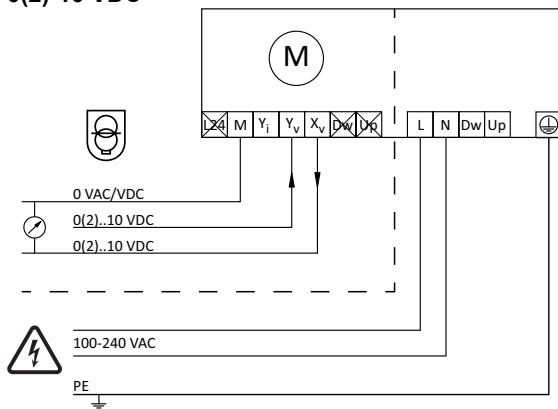 0(2)-10 VDC
M
L24 M Yi Yv Xv Dw Up L N Dw Up
0 VAC/VDC
0(2)..10 VDC
0(2)..10 VDC
100-240 VAC
PE